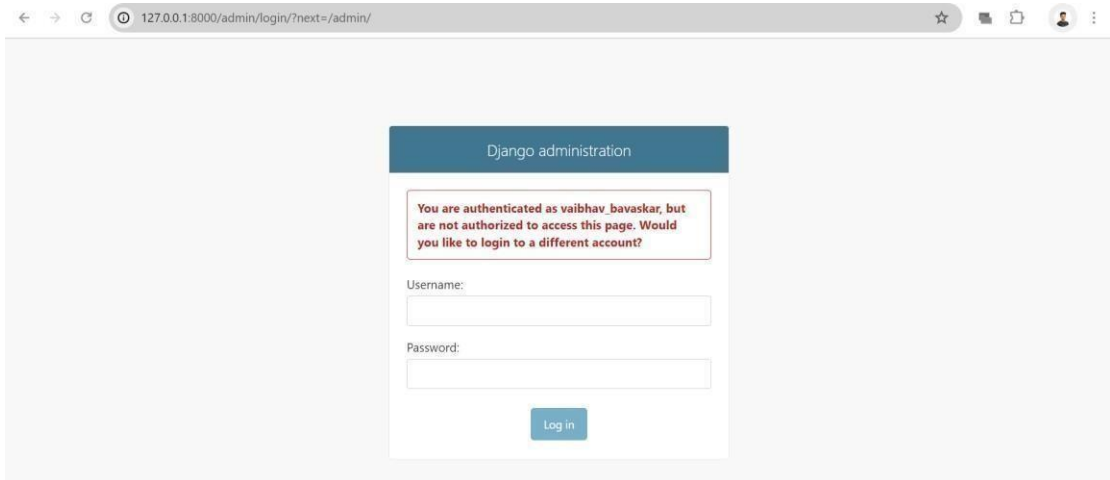 127.0.0.1:8000/admin/login/?next=/admin/
Django administration
You are authenticated as vaibhav_bavaskar, but
are not authorized to access this page. Would
you like to login to a different account?
Username:
Password:
Log in